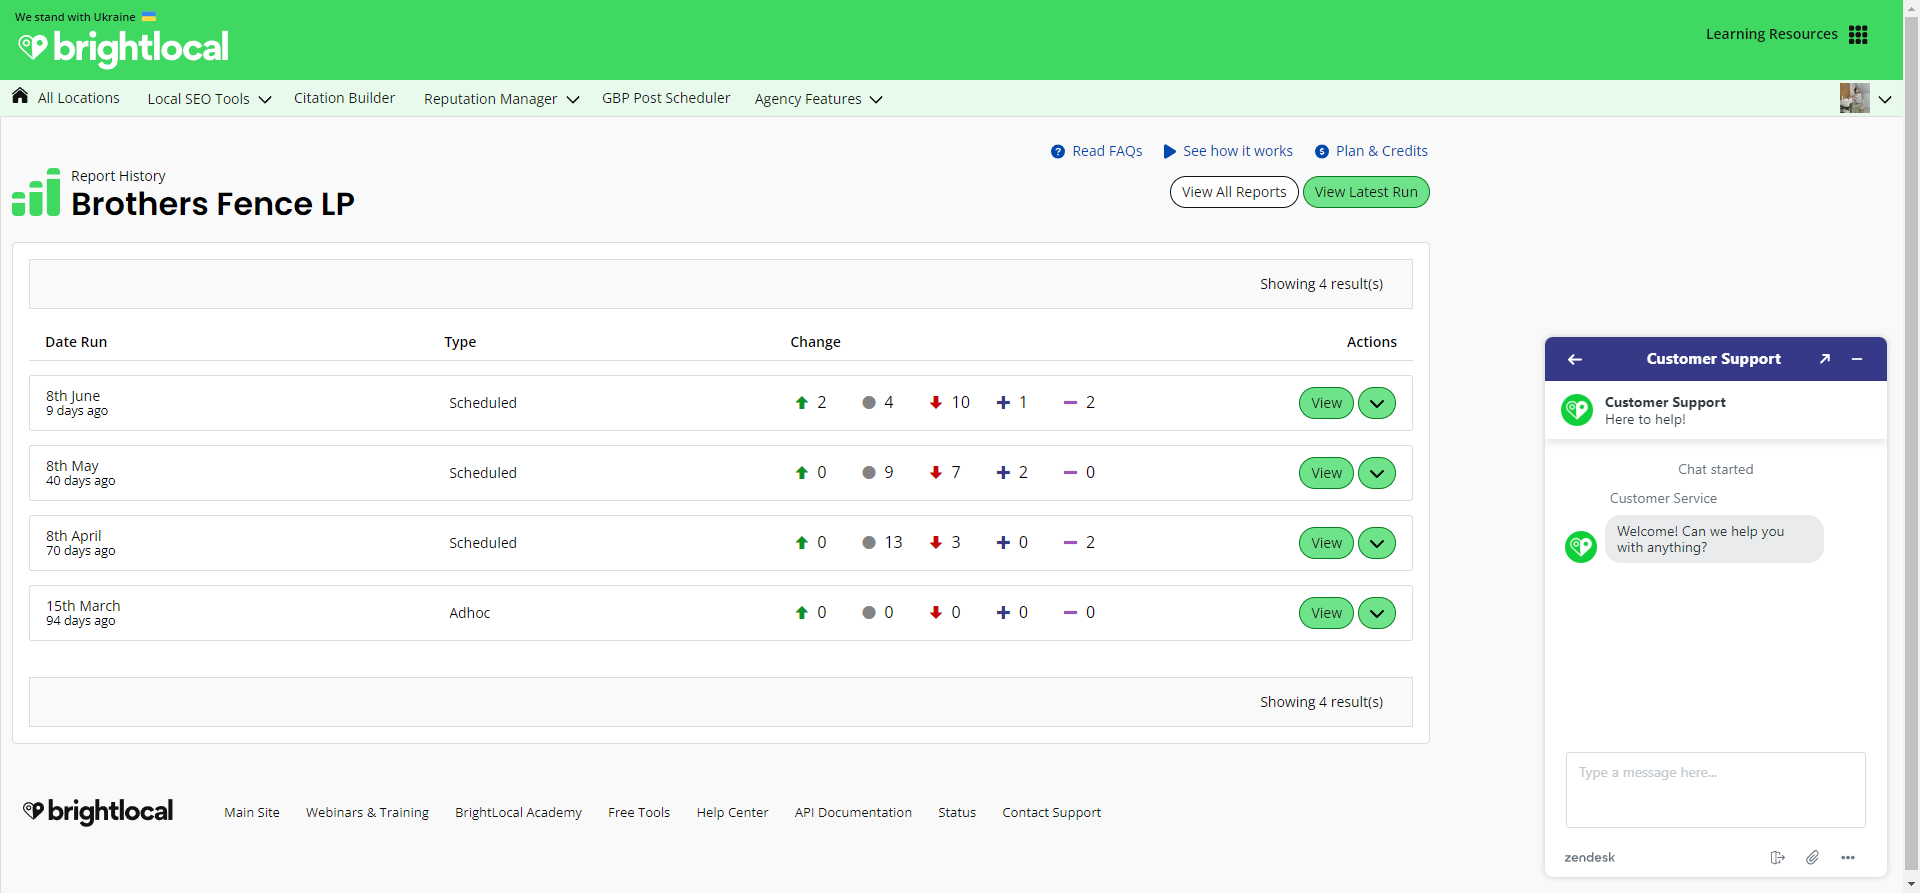 We stand with Ukraine
brightlocal
Learning Resources
All Locations Local SEO Tools Citation Builder Reputation Manager GBP Post Scheduler Agency Features
Read FAQs See how it works Plan & Credits
Report History
Brothers Fence LP
View All Reports View Latest Run
Showing 4 result(s)
Date Run Type Change Actions
8th June
9 days ago
Scheduled 2 4 10 1 2 View
8th May
40 days ago
Scheduled 0 9 7 2 0 View
8th April
70 days ago
Scheduled 0 13 3 0 2 View
15th March
94 days ago
Adhoc 0 0 0 0 0 View
Showing 4 result(s)
brightlocal Main Site Webinars & Training BrightLocal Academy Free Tools Help Center API Documentation Status Contact Support
Customer Support
Customer Support
Here to help!
Chat started
Customer Service
Welcome! Can we help you
with anything?
Type a message here...
zendesk